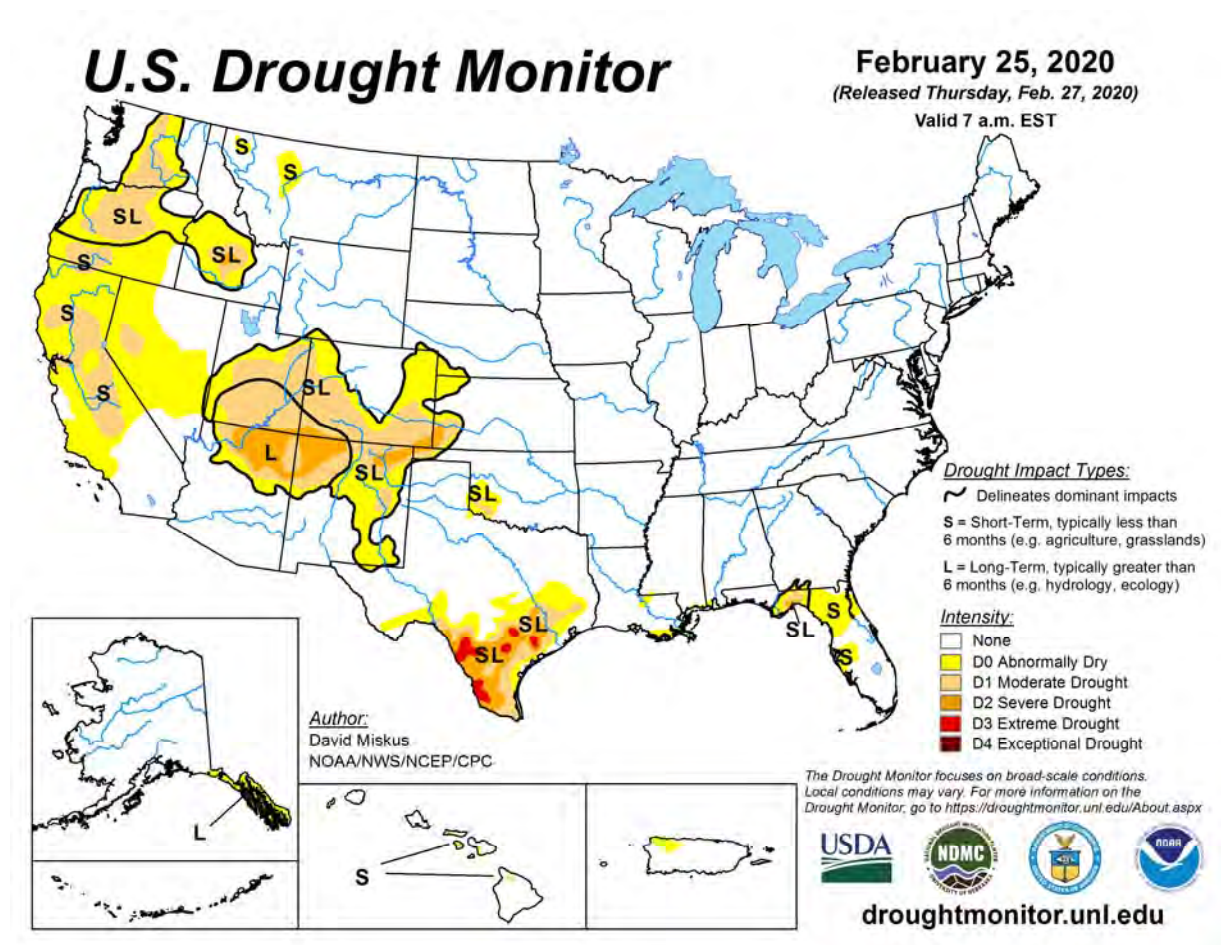 U.S. Drought Monitor
February 25, 2020
(Released Thursday, Feb. 27, 2020)
Valid 7 a.m. EST
S
S
SL
SL
S
S
S
SL
L
SL
SL
SL
SL
S
SL
S
Drought Impact Types:
Delineates dominant impacts
S = Short-Term, typically less than
6 months (e.g. agriculture, grasslands)
L = Long-Term, typically greater than
6 months (e.g. hydrology, ecology)
Intensity:
None
D0 Abnormally Dry
D1 Moderate Drought
D2 Severe Drought
D3 Extreme Drought
D4 Exceptional Drought
Author:
David Miskus
NOAA/NWS/NCEP/CPC
L
S
The Drought Monitor focuses on broad-scale conditions.
Local conditions may vary. For more information on the
Drought Monitor, go to https://droughtmonitor.unl.edu/About.aspx
USDA
NDMC
NOAA
droughtmonitor.unl.edu